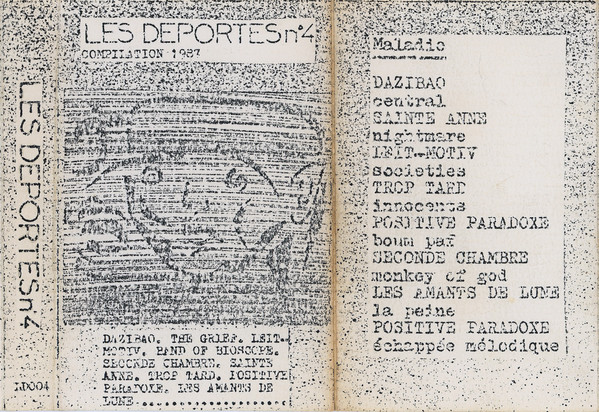 LES DEPORTES n4
ND004
LES DEPORTES n°4
COMPILATION 1987
DAZIBAO. THE GRIEF. LEIT-
MOTIV. BAND OF BIOSCOPE.
SECONDE CHAMBRE. SAINTE
ANNE. TROP TARD. POSITIVE
PARADOXE. LES AMANTS DE
LUNE..................
Maladie
DAZIBAO
central
SAINTE ANNE
nightmare
LEIT-MOTIV
societies
TROP TARD
innocents
POSITIVE PARADOXE
boum paf
SECONDE CHAMBRE
monkey of god
LES AMANTS DE LUNE
la peine
POSITIVE PARADOXE
échappée mélodique